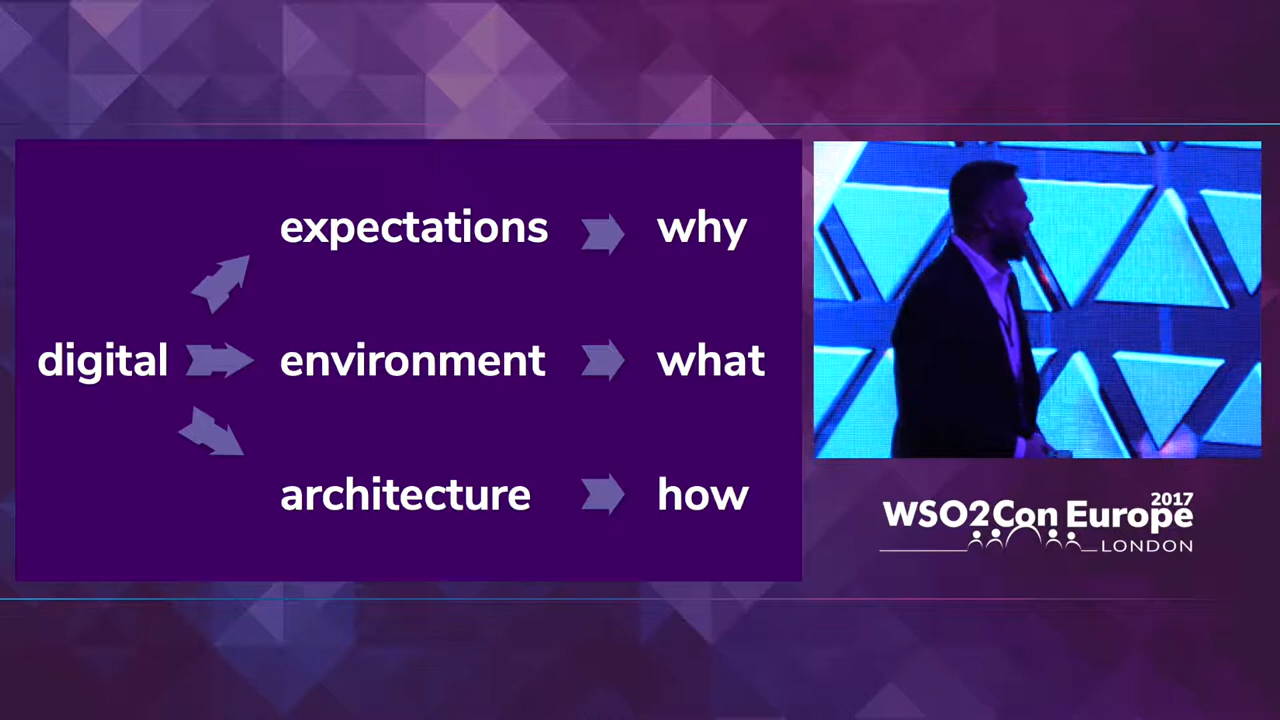 expectations why
digital environment what
architecture how
2017
WSO2Con Europe
LONDON